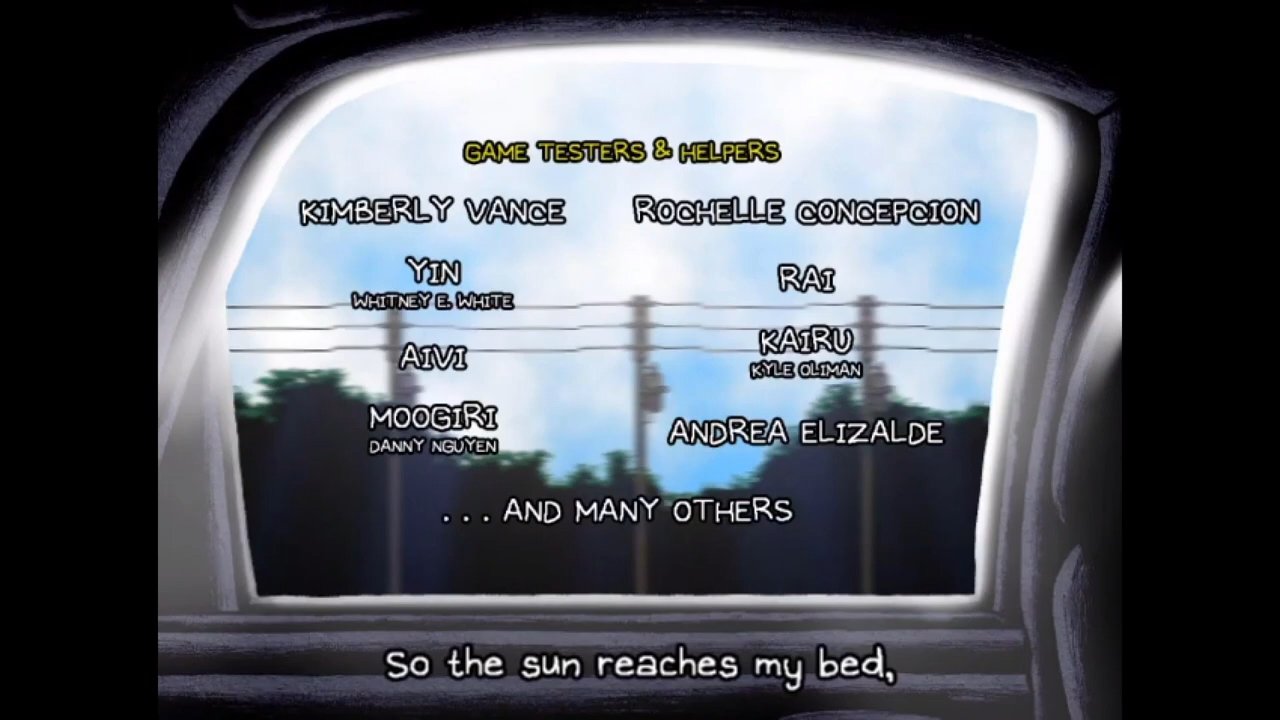 GAME TESTERS & HELPERS
KIMBERLY VANCE
ROCHELLE CONCEPCION
YIN
WHITNEY E. WHITE
RAI
AIVI
KAIRU
KYLE OLIMAN
MOOGIRI
DANNY NGUYEN
ANDREA ELIZALDE
. . . AND MANY OTHERS
So the sun reaches my bed,